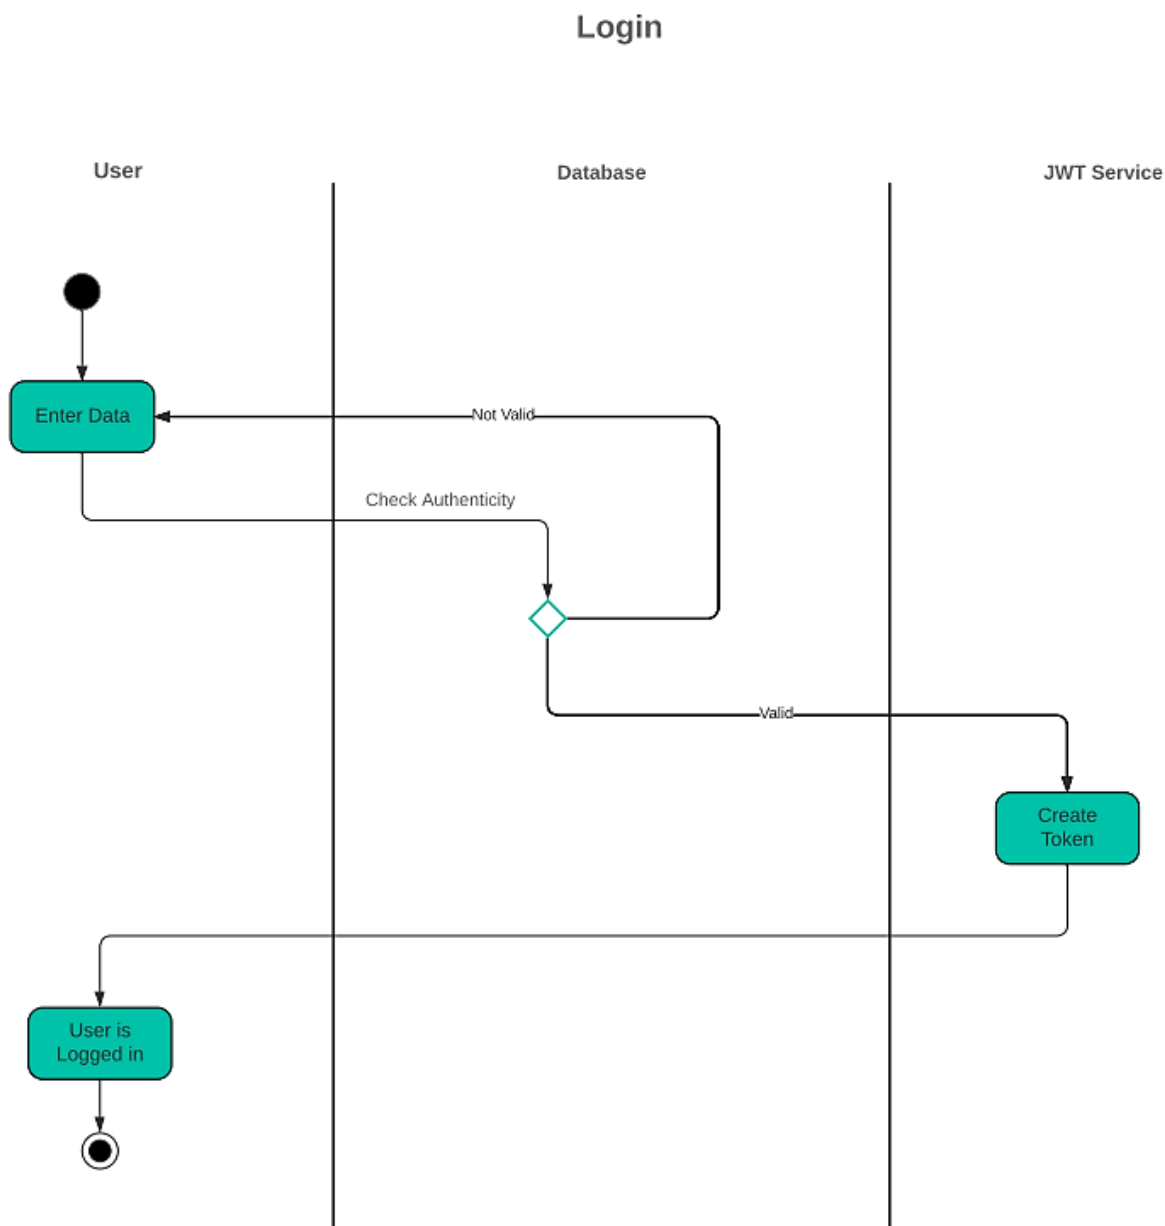 Login
User
Database
JWT Service
Enter Data
Not Valid
Check Authenticity
Valid
Create
Token
User is
Logged in